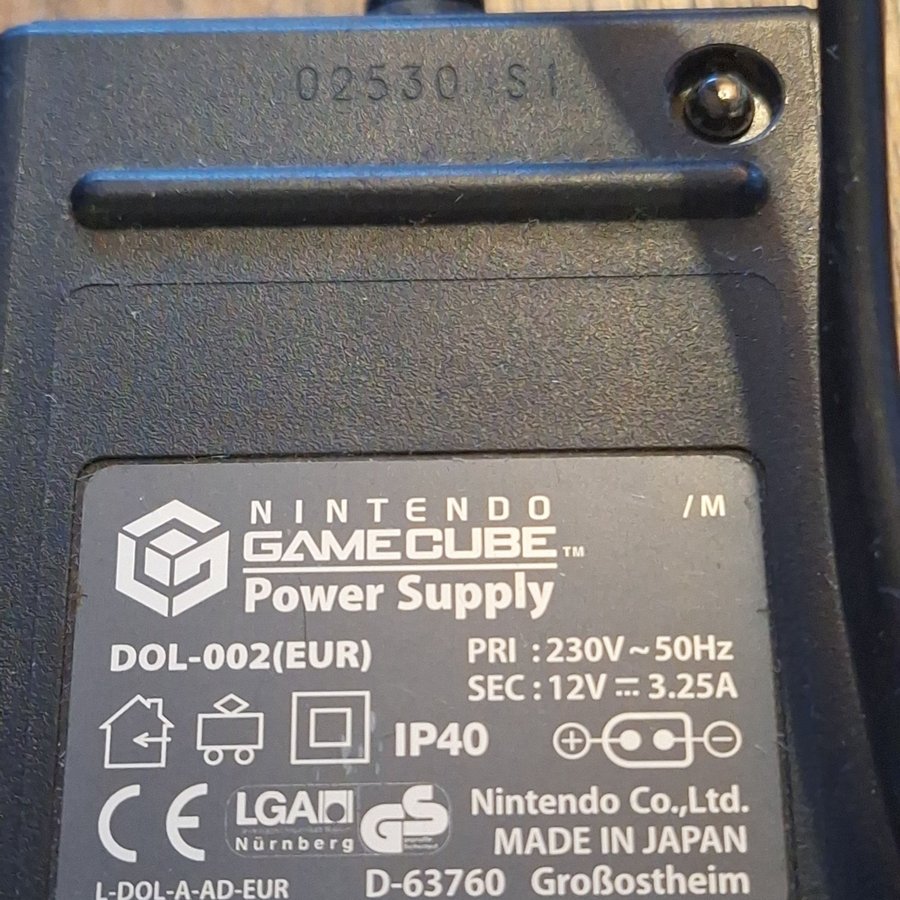 02530 S1
NINTENDO
GAMECUBE™
/M
Power Supply
DOL-002(EUR)
PRI : 230V ~ 50Hz
SEC : 12V ⎓ 3.25A
IP40
CE
LGA
Nürnberg
GS
Nintendo Co.,Ltd.
MADE IN JAPAN
L-DOL-A-AD-EUR
D-63760 Großostheim